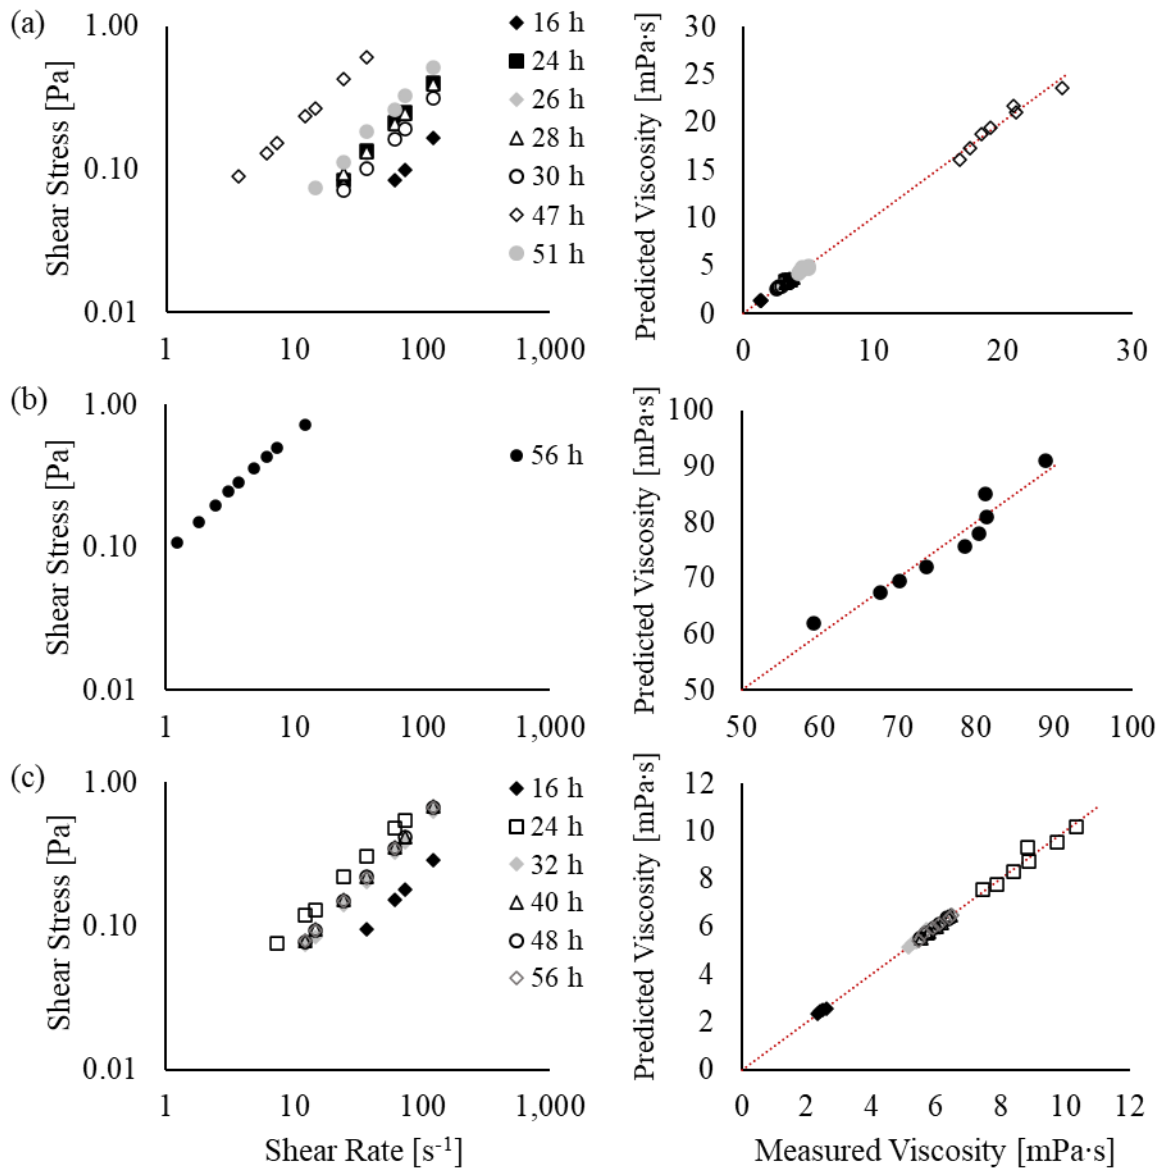 (a)
Shear Stress [Pa]
1.00
0.10
0.01
1 10 100 1,000
16 h
24 h
26 h
28 h
30 h
47 h
51 h
Predicted Viscosity [mPa·s]
30
25
20
15
10
5
0
0 10 20 30
(b)
Shear Stress [Pa]
1.00
0.10
0.01
1 10 100 1,000
56 h
Predicted Viscosity [mPa·s]
100
90
80
70
60
50
50 60 70 80 90 100
(c)
Shear Stress [Pa]
1.00
0.10
0.01
1 10 100 1,000
Shear Rate [s⁻¹]
16 h
24 h
32 h
40 h
48 h
56 h
Predicted Viscosity [mPa·s]
12
10
8
6
4
2
0
0 2 4 6 8 10 12
Measured Viscosity [mPa·s]